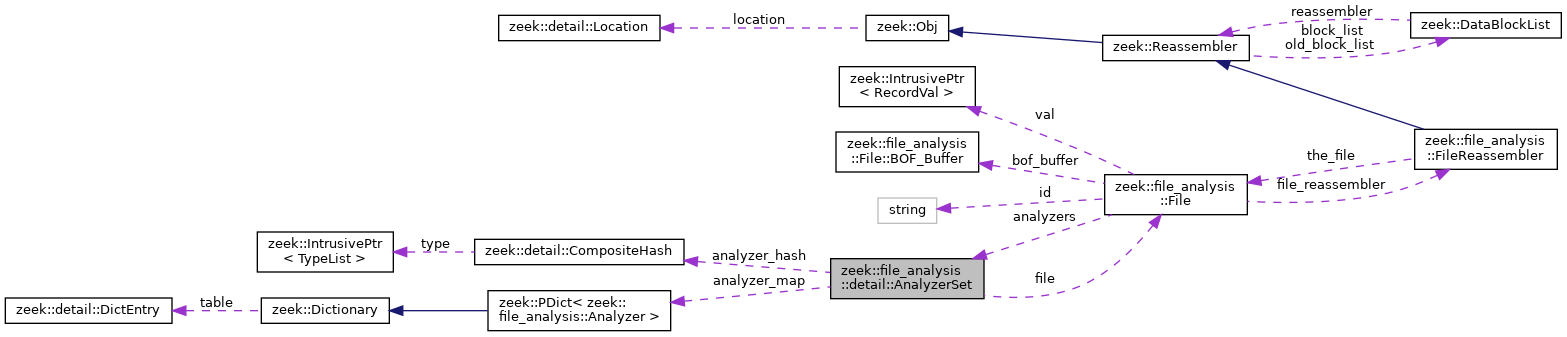 reassembler
location
zeek::detail::Location
zeek::Obj
zeek::DataBlockList
block_list
old_block_list
zeek::Reassembler
zeek::IntrusivePtr
< RecordVal >
val
zeek::file_analysis
::File::BOF_Buffer
bof_buffer
the_file
zeek::file_analysis
::FileReassembler
file_reassembler
id
zeek::file_analysis
::File
string
analyzers
zeek::IntrusivePtr
< TypeList >
type
zeek::detail::CompositeHash
analyzer_hash
zeek::file_analysis
::detail::AnalyzerSet
file
analyzer_map
zeek::detail::DictEntry
table
zeek::Dictionary
zeek::PDict< zeek::
file_analysis::Analyzer >